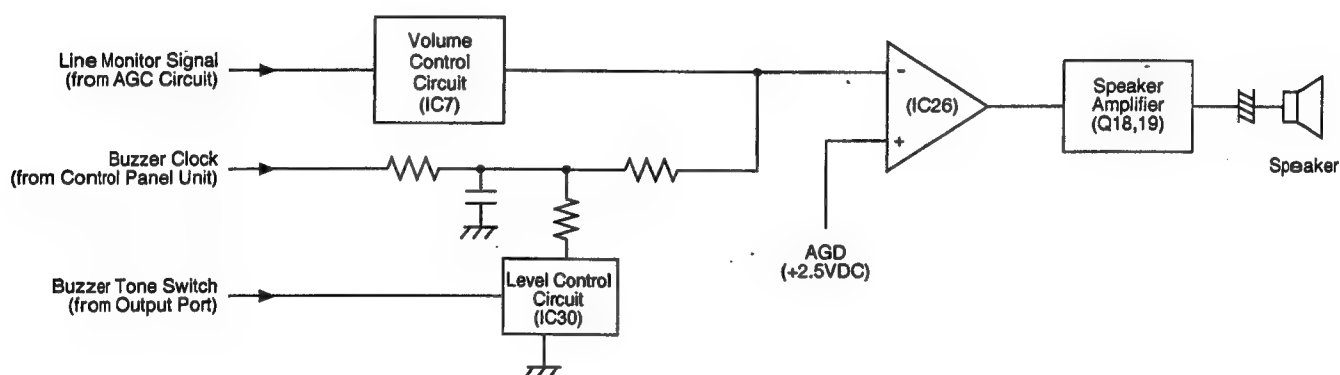 Line Monitor Signal
(from AGC Circuit)
Volume
Control
Circuit
(IC7)
-
(IC26)
+
Speaker
Amplifier
(Q18,19)
Speaker
Buzzer Clock
(from Control Panel Unit)
AGD
(+2.5VDC)
Buzzer Tone Switch
(from Output Port)
Level Control
Circuit
(IC30)